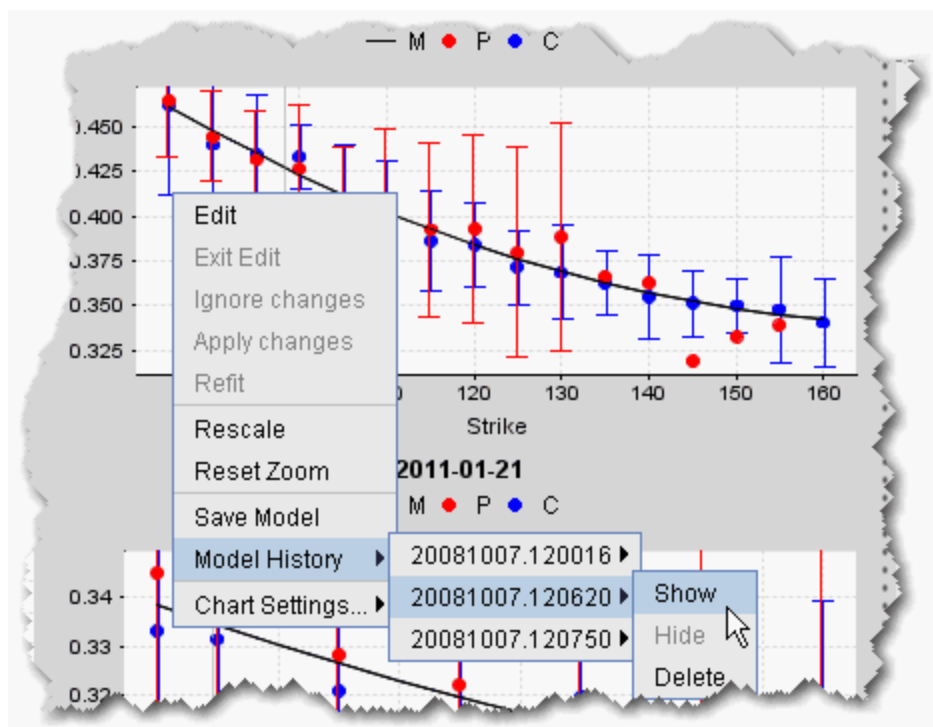 M P C
0.450
0.425
0.400
0.375
0.350
0.325
120 130 140 150 160
Strike
Edit
Exit Edit
Ignore changes
Apply changes
Refit
Rescale
Reset Zoom
Save Model
Model History
Chart Settings...
2011-01-21
M P C
20081007.120016
20081007.120620
20081007.120750
Show
Hide
Delete
0.34
0.33
0.32